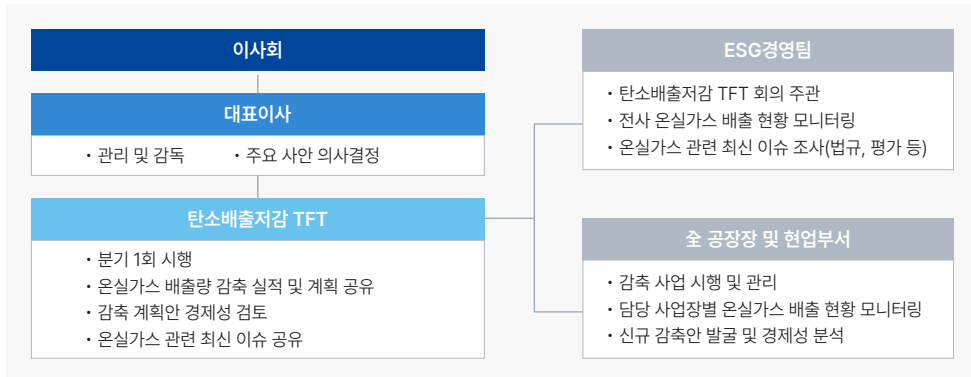 이사회
대표이사
• 관리 및 감독 • 주요 사안 의사결정
탄소배출저감 TFT
• 분기 1회 시행
• 온실가스 배출량 감축 실적 및 계획 공유
• 감축 계획안 경제성 검토
• 온실가스 관련 최신 이슈 공유
ESG경영팀
• 탄소배출저감 TFT 회의 주관
• 전사 온실가스 배출 현황 모니터링
• 온실가스 관련 최신 이슈 조사(법규, 평가 등)
全 공장장 및 현업부서
• 감축 사업 시행 및 관리
• 담당 사업장별 온실가스 배출 현황 모니터링
• 신규 감축안 발굴 및 경제성 분석